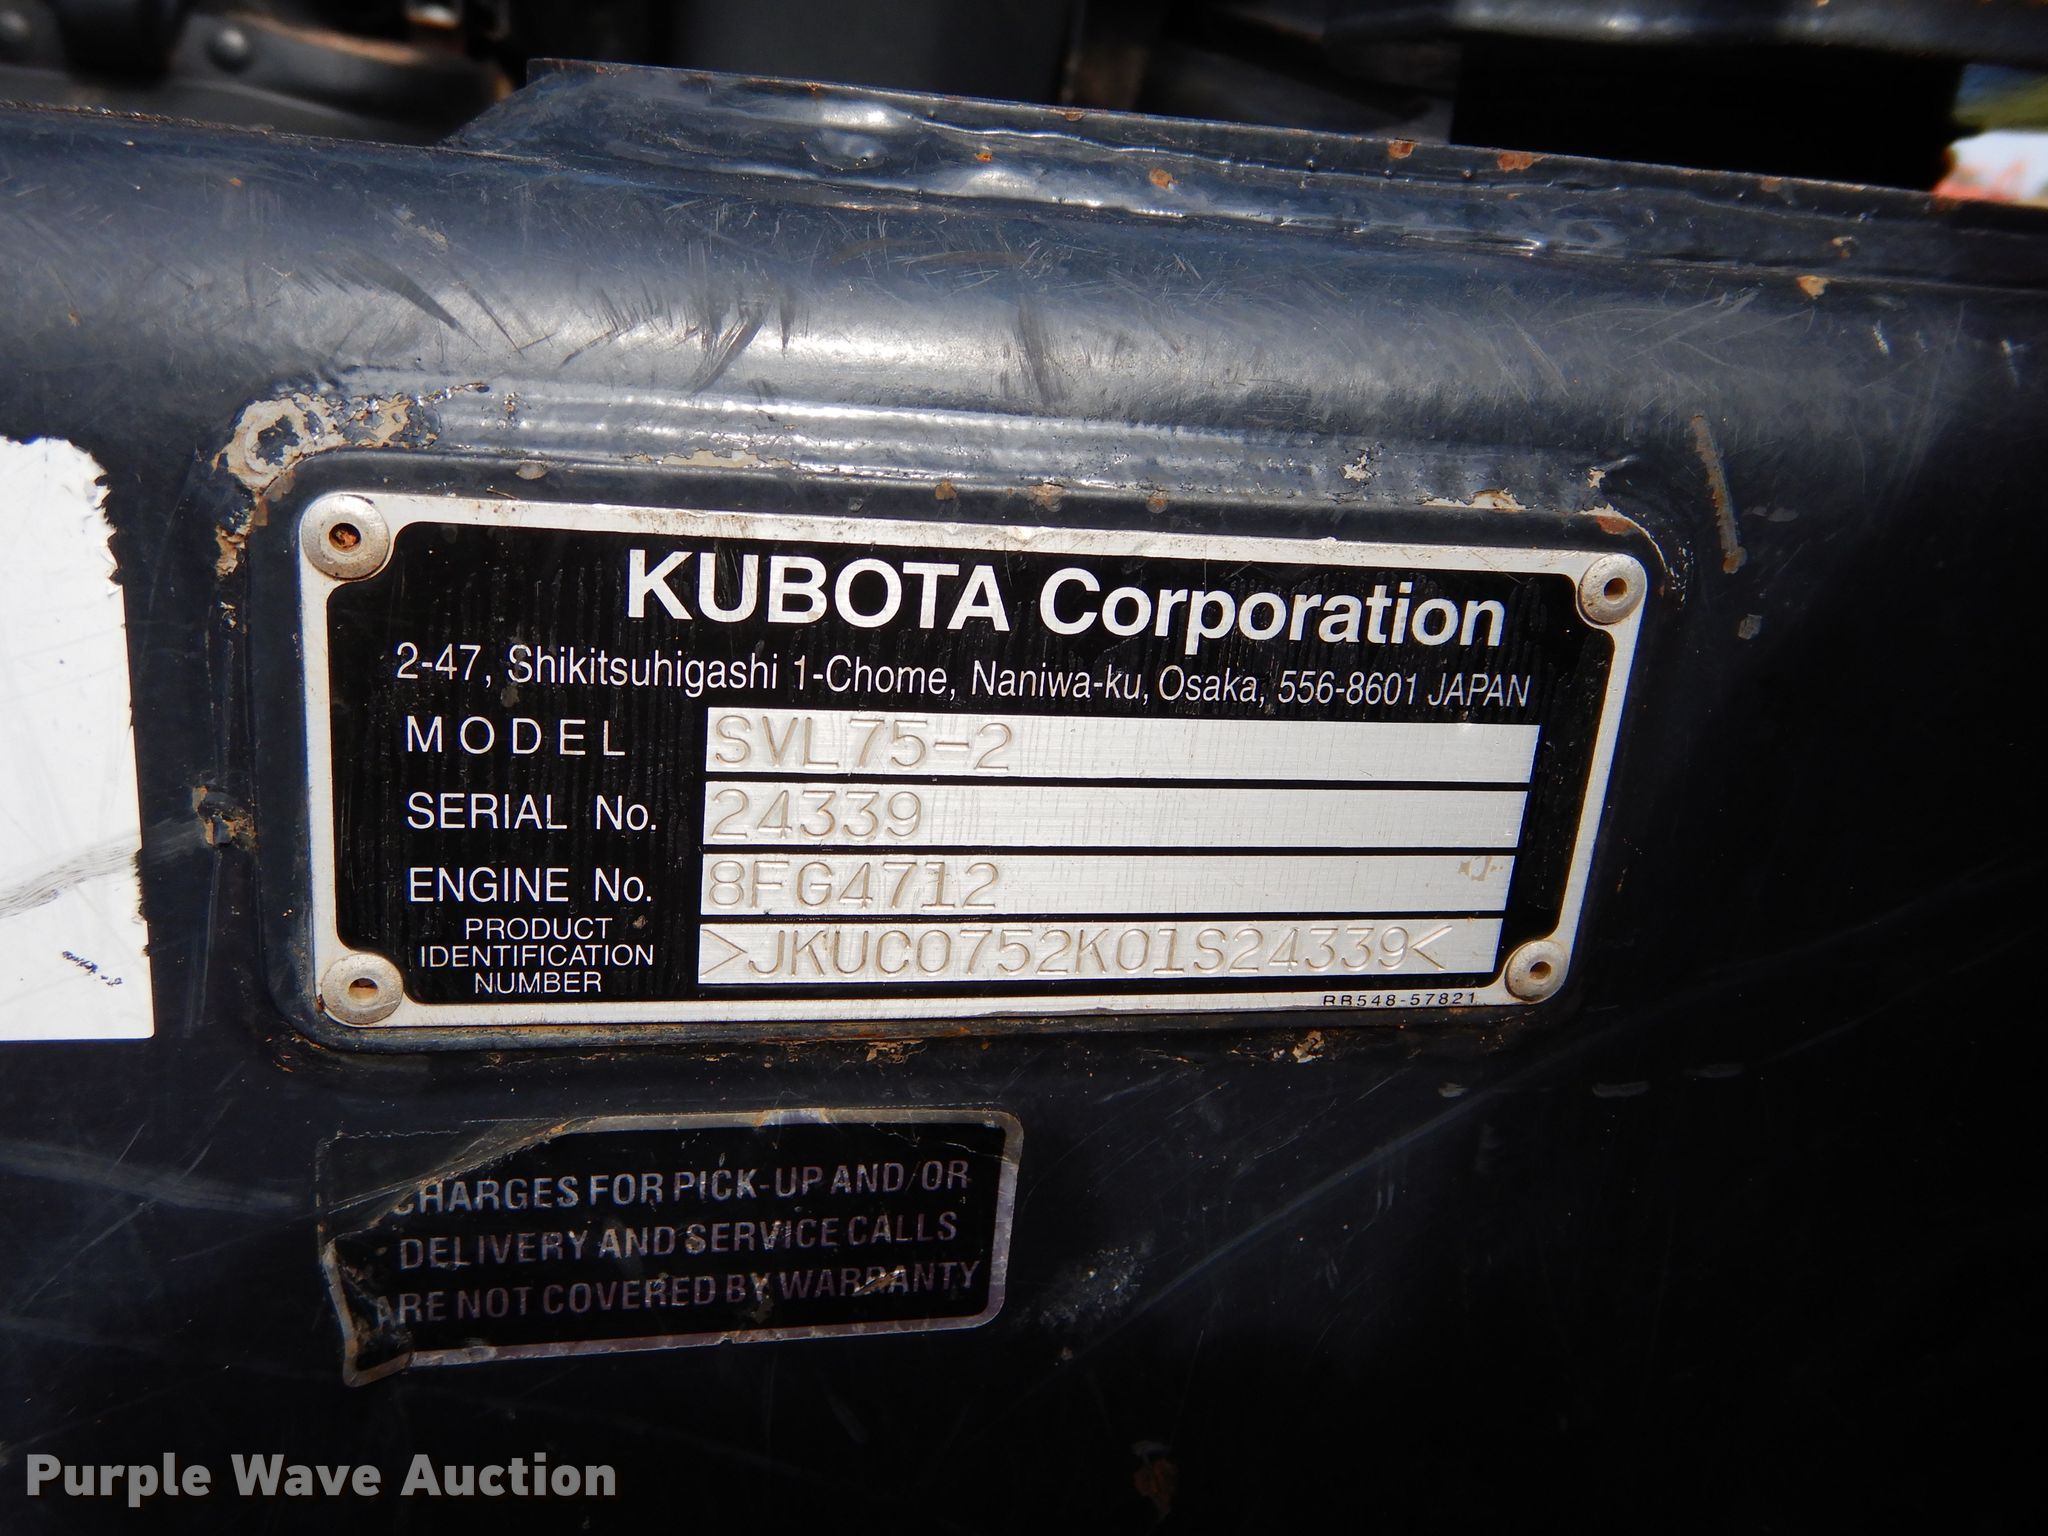 KUBOTA Corporation
2-47, Shikitsuhigashi 1-Chome, Naniwa-ku, Osaka, 556-8601 JAPAN
MODEL SVL75-2
SERIAL No. 24339
ENGINE No. 8FG4712
PRODUCT
IDENTIFICATION
NUMBER
>JKUC0752K01S24339<
RB548-57821
CHARGES FOR PICK-UP AND/OR
DELIVERY AND SERVICE CALLS
ARE NOT COVERED BY WARRANTY
Purple Wave Auction